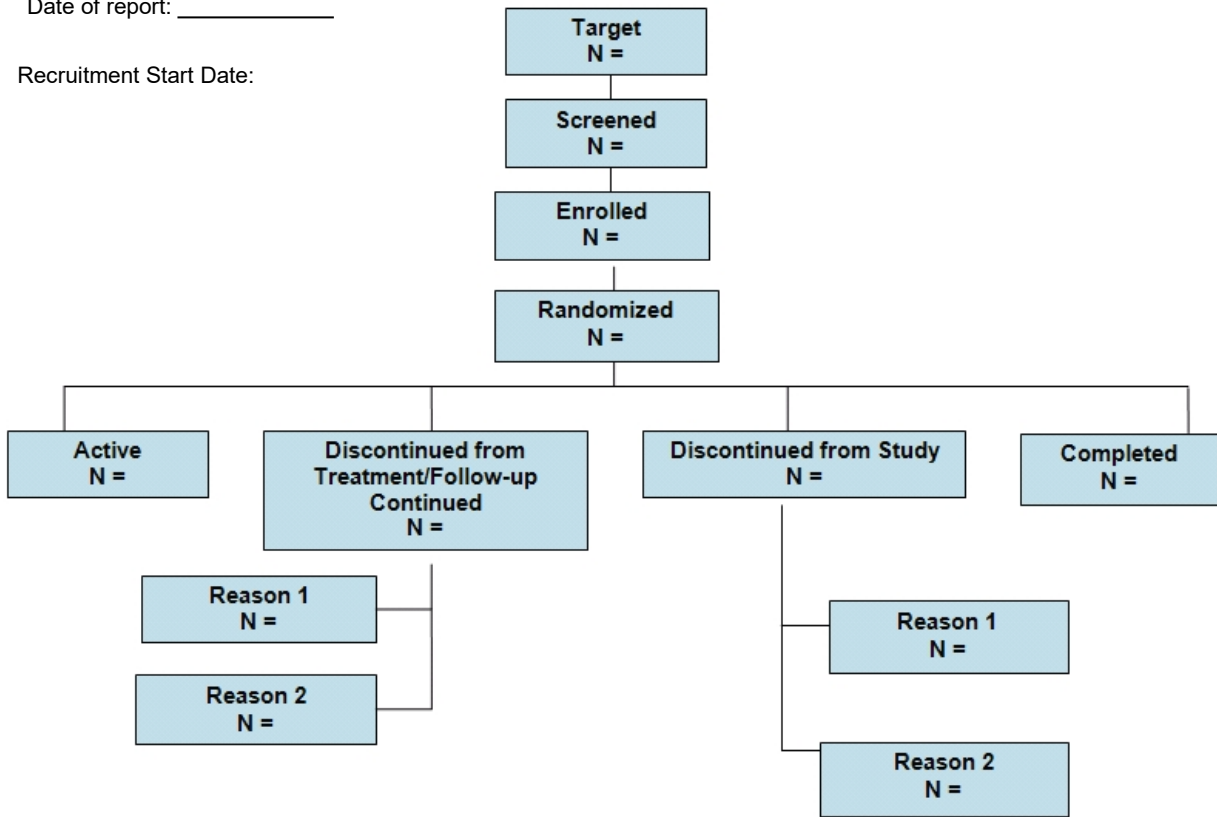 Date of report: ____________
Recruitment Start Date:
Target
N =
Screened
N =
Enrolled
N =
Randomized
N =
Active
N =
Discontinued from
Treatment/Follow-up
Continued
N =
Discontinued from Study
N =
Completed
N =
Reason 1
N =
Reason 2
N =
Reason 1
N =
Reason 2
N =